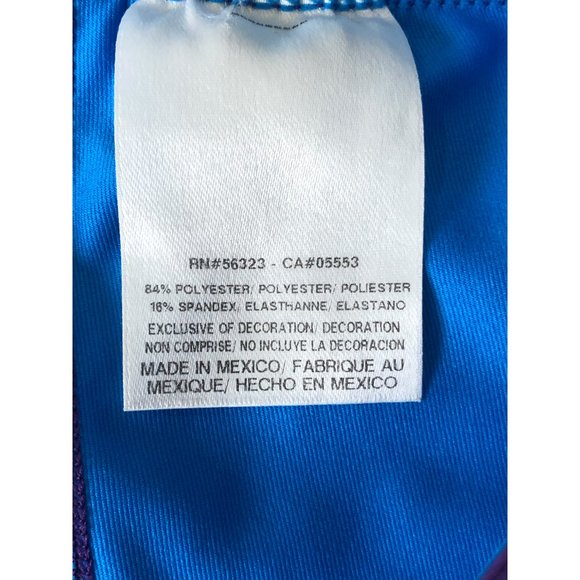 RN#56323 - CA#05553
84% POLYESTER/ POLYESTER/ POLIESTER
16% SPANDEX, ELASTHANNE/ ELASTANO
EXCLUSIVE OF DECORATION/ DECORATION
NON COMPRISE/ NO INCLUYE LA DECORACION
MADE IN MEXICO/ FABRIQUE AU
MEXIQUE/ HECHO EN MEXICO